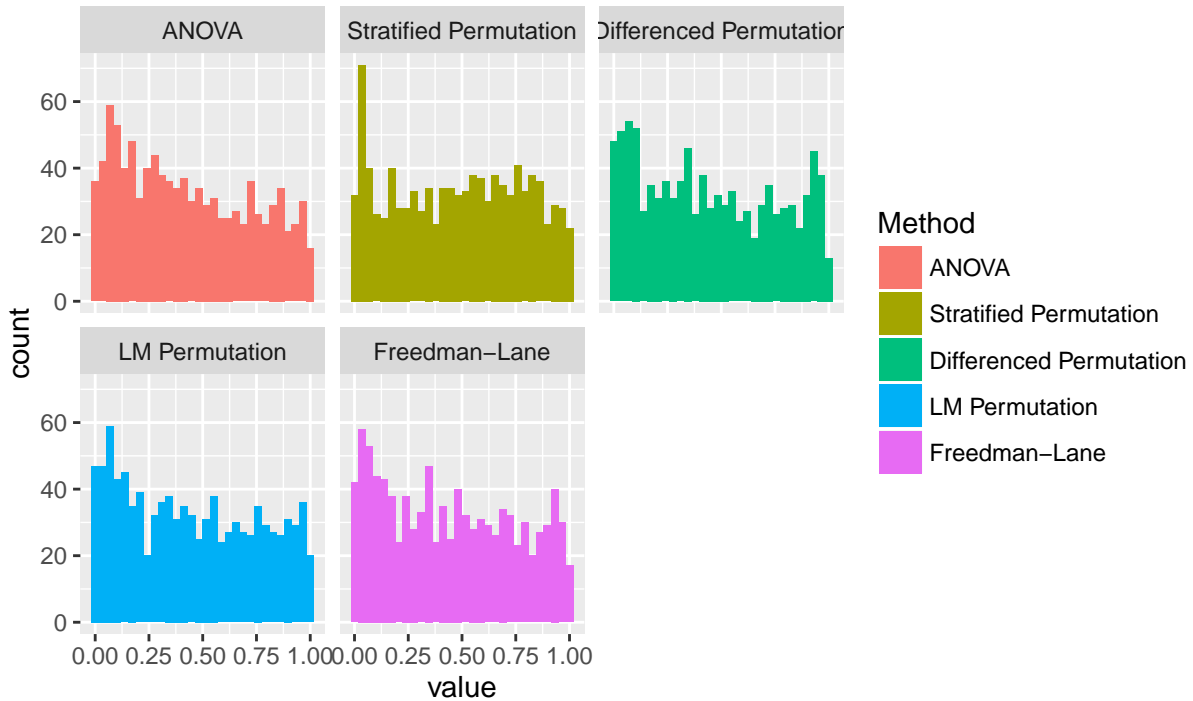 ANOVA
Stratified Permutation
Differenced Permutation
60
40
20
0
count
LM Permutation
Freedman−Lane
60
40
20
0
0.00 0.25 0.50 0.75 1.00
0.00 0.25 0.50 0.75 1.00
value
Method
ANOVA
Stratified Permutation
Differenced Permutation
LM Permutation
Freedman−Lane